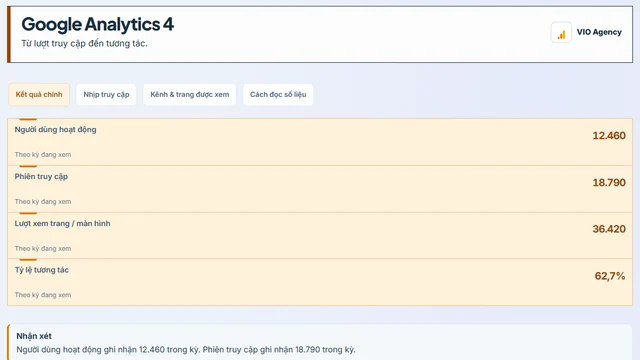 Google Analytics 4
Từ lượt truy cập đến tương tác.
VIO Agency
Kết quả chính
Nhịp truy cập
Kênh & trang được xem
Cách đọc số liệu
Người dùng hoạt động
12.460
Theo kỳ đang xem
Phiên truy cập
18.790
Theo kỳ đang xem
Lượt xem trang / màn hình
36.420
Theo kỳ đang xem
Tỷ lệ tương tác
62,7%
Theo kỳ đang xem
Nhận xét
Người dùng hoạt động ghi nhận 12.460 trong kỳ. Phiên truy cập ghi nhận 18.790 trong kỳ.